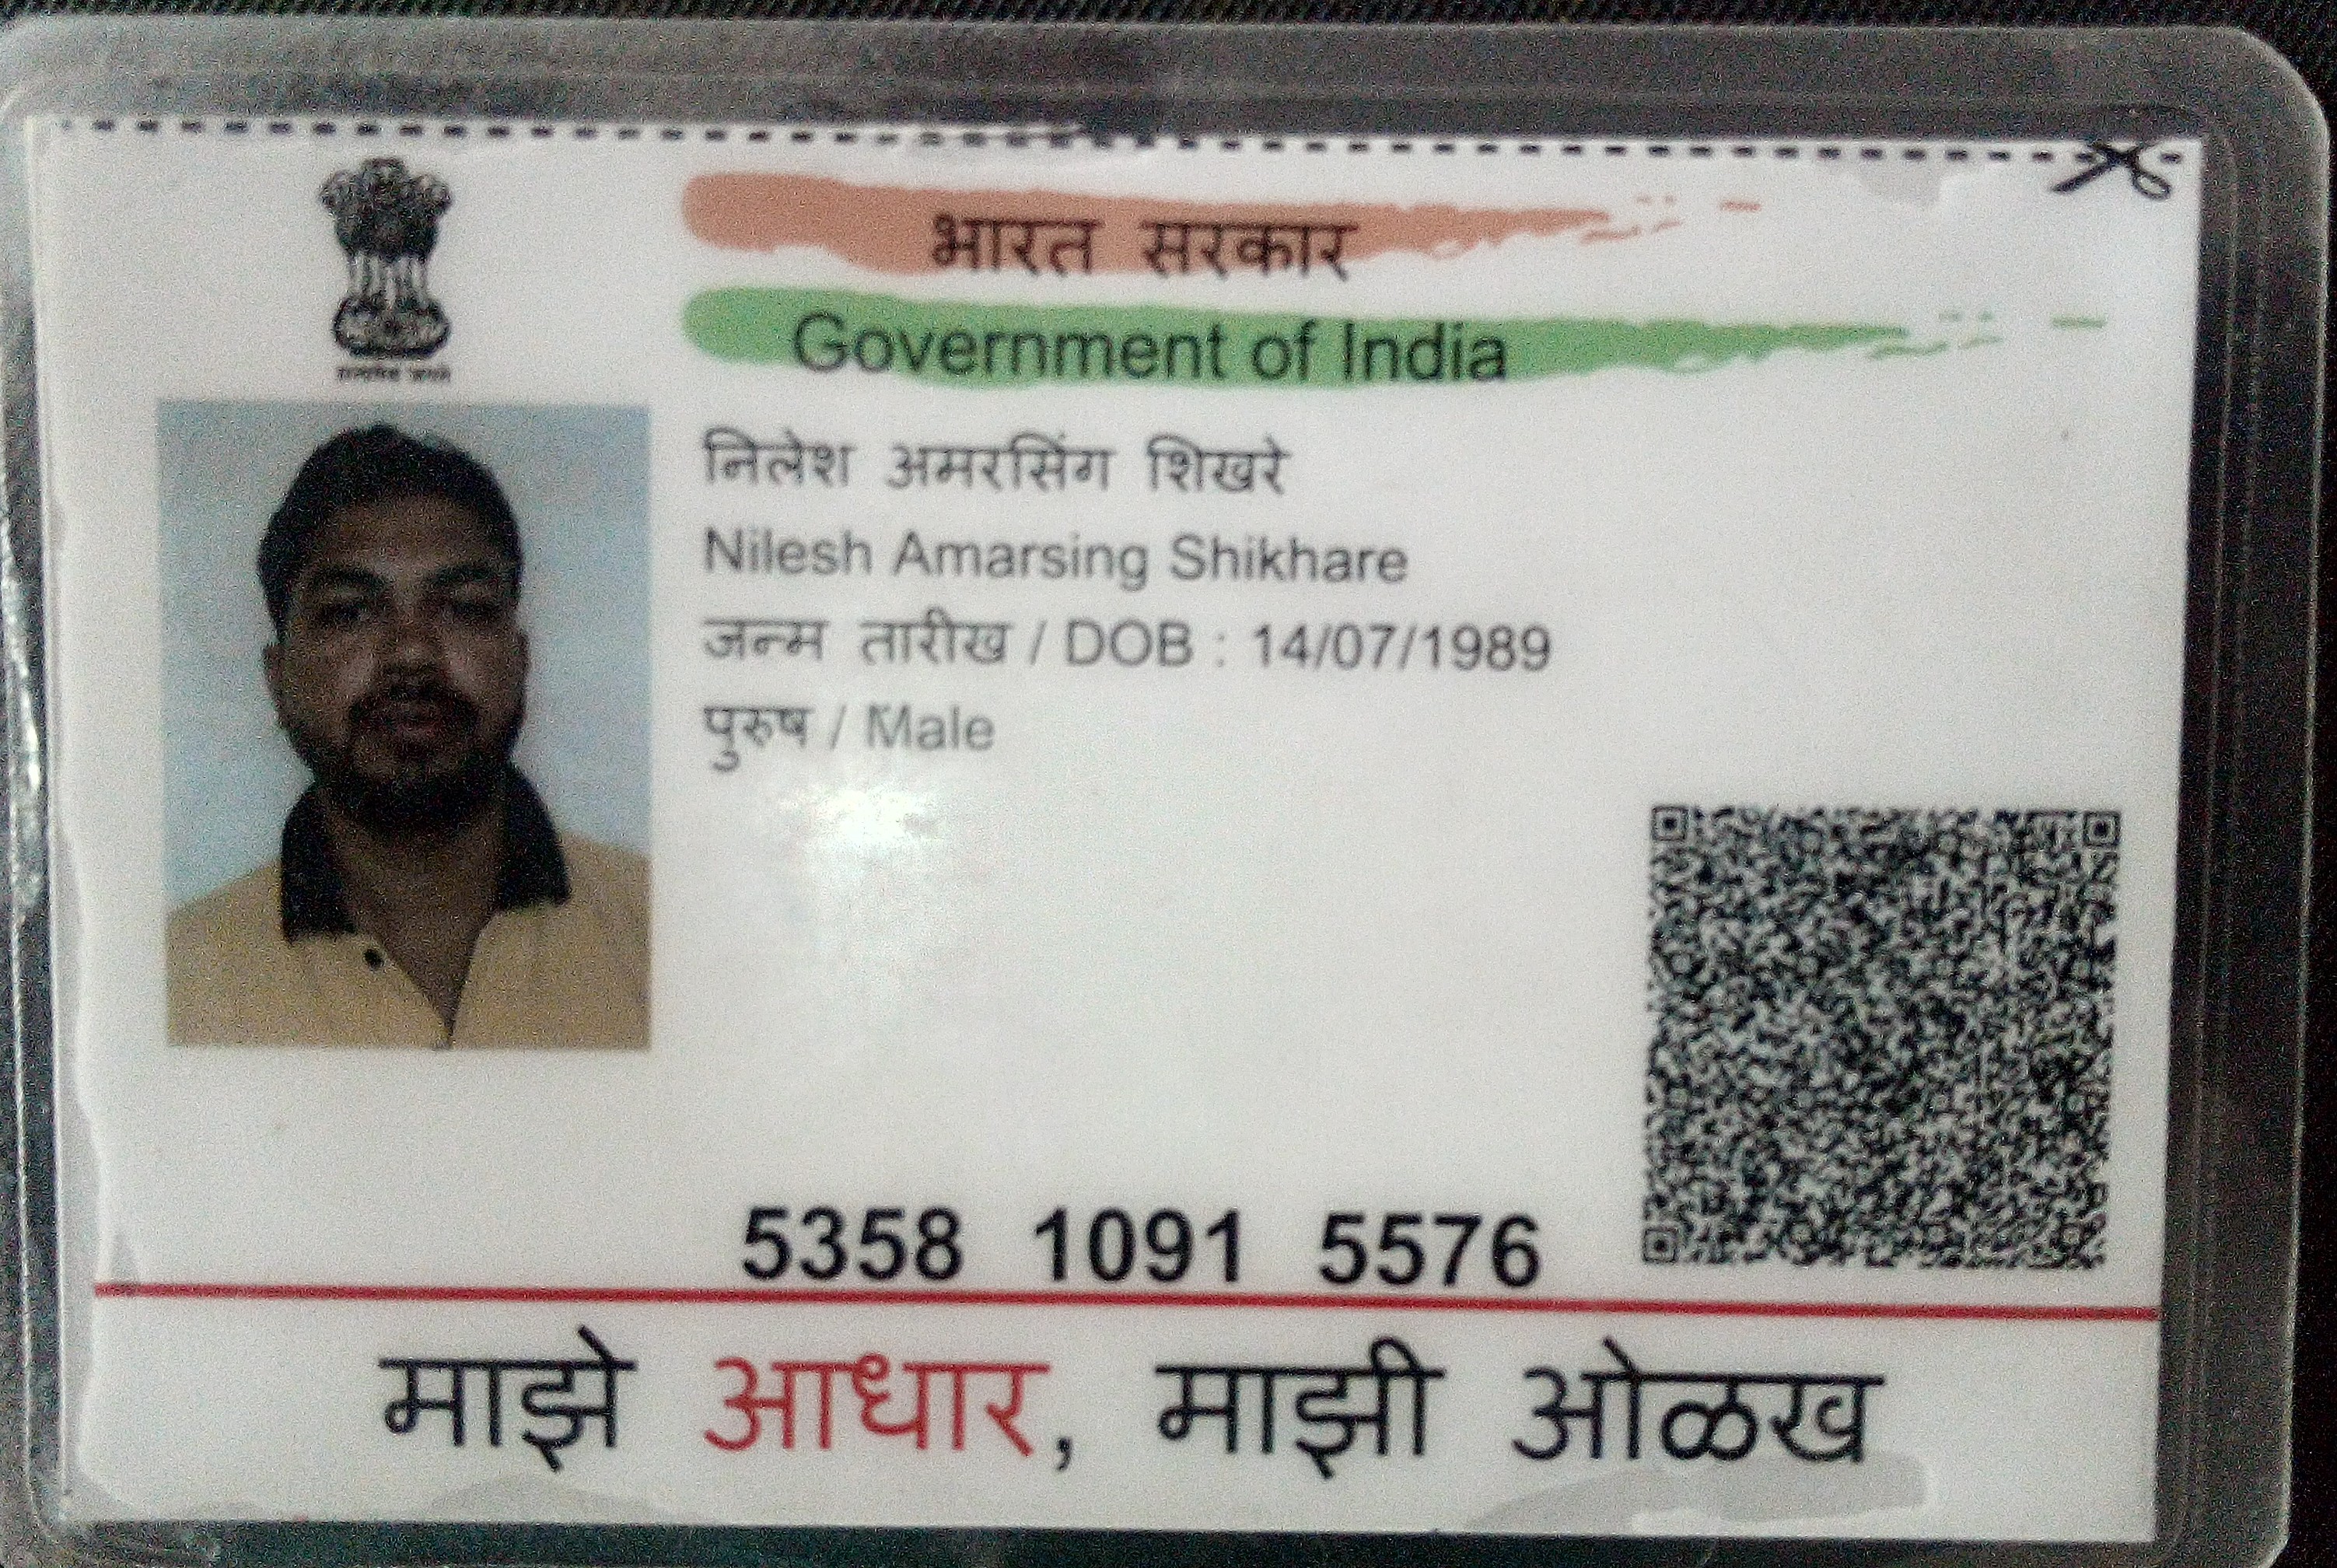 भारत सरकार
Government of India
निलेश अमरसिंग शिखरे
Nilesh Amarsing Shikhare
जन्म तारीख / DOB : 14/07/1989
पुरुष / Male
5358 1091 5576
माझे आधार, माझी ओळख